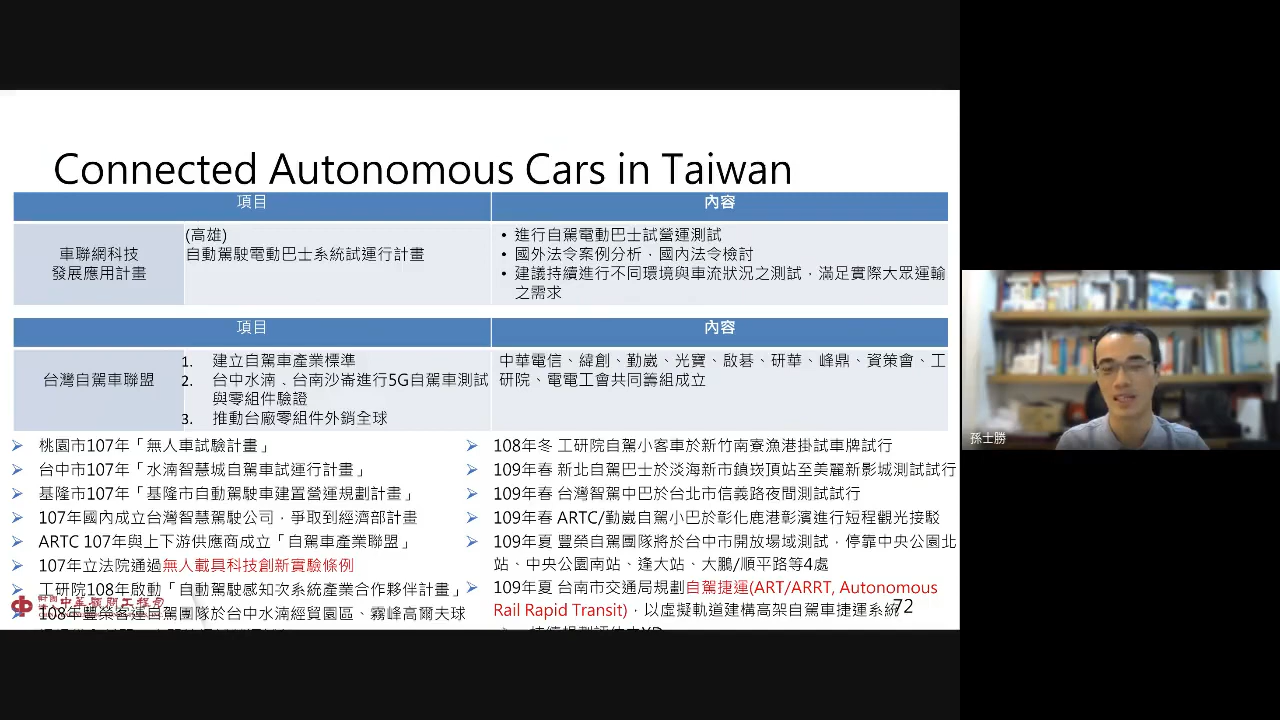 Connected Autonomous Cars in Taiwan
項目
內容
車聯網科技
發展應用計畫
(高雄)
自動駕駛電動巴士系統試運行計畫
• 進行自駕電動巴士試營運測試
• 國外法令案例分析，國內法令檢討
• 建議持續進行不同環境與車流狀況之測試，滿足實際大眾運輸
之需求
項目
內容
台灣自駕車聯盟
1. 建立自駕車產業標準
2. 台中水湳、台南沙崙進行5G自駕車測試
與零組件驗證
3. 推動台廠零組件外銷全球
中華電信、緯創、勤崴、光寶、啟碁、研華、峰鼎、資策會、工
研院、電電工會共同籌組成立
桃園市107年「無人車試驗計畫」
台中市107年「水湳智慧城自駕車試運行計畫」
基隆市107年「基隆市自動駕駛車建置營運規劃計畫」
107年國內成立台灣智慧駕駛公司，爭取到經濟部計畫
ARTC 107年與上下游供應商成立「自駕車產業聯盟」
107年立法院通過無人載具科技創新實驗條例
工研院108年啟動「自動駕駛感知次系統產業合作夥伴計畫」
108年豐榮客運自駕團隊於台中水湳經貿園區、霧峰高爾夫球
108年冬 工研院自駕小客車於新竹南寮漁港掛試車牌試行
109年春 新北自駕巴士於淡海新市鎮崁頂站至美麗新影城測試試行
109年春 台灣智駕中巴於台北市信義路夜間測試試行
109年春 ARTC/勤崴自駕小巴於彰化鹿港彰濱進行短程觀光接駁
109年夏 豐榮自駕團隊將於台中市開放場域測試，停靠中央公園北
站、中央公園南站、逢大站、大鵬/順平路等4處
109年夏 台南市交通局規劃自駕捷運(ART/ARRT, Autonomous
Rail Rapid Transit)，以虛擬軌道建構高架自駕車捷運系統
72
孫士勝